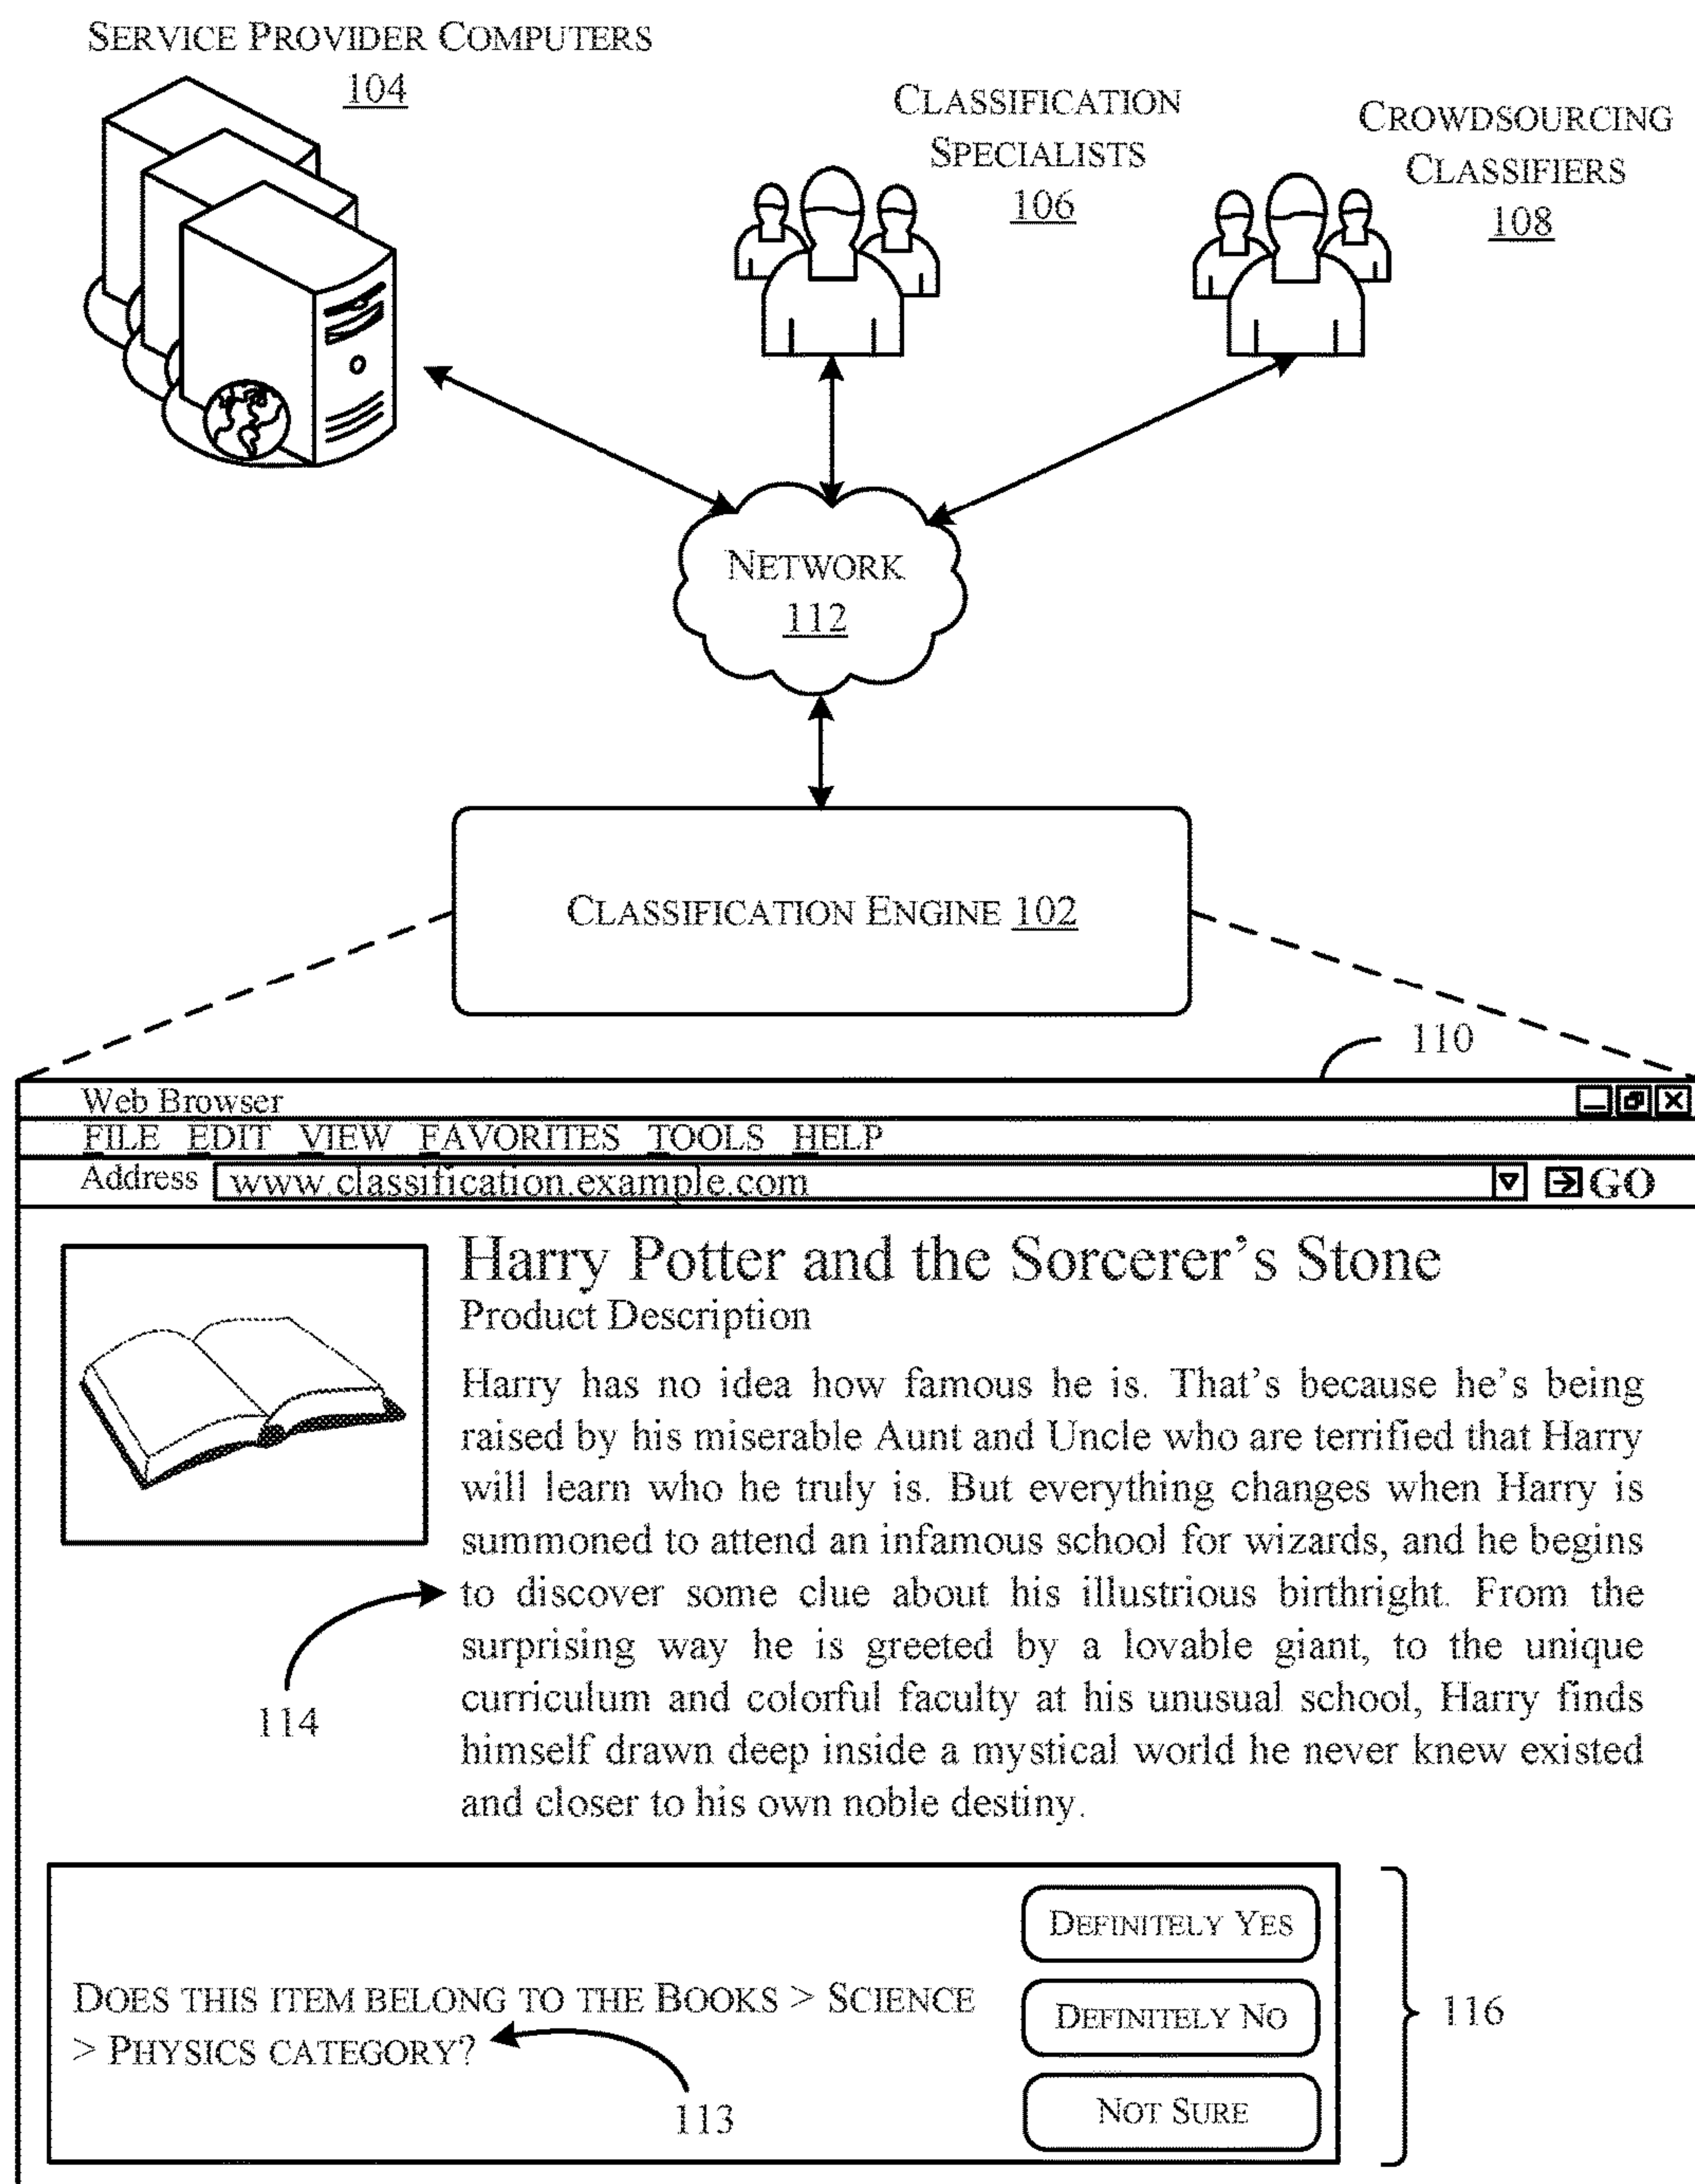 SERVICE PROVIDER COMPUTERS
104
CLASSIFICATION
SPECIALISTS
106
CROWDSOURCING
CLASSIFIERS
108
NETWORK
112
CLASSIFICATION ENGINE 102
110
Web Browser
FILE EDIT VIEW FAVORITES TOOLS HELP
Address www.classification.example.com GO
Harry Potter and the Sorcerer's Stone
Product Description
Harry has no idea how famous he is. That's because he's being
raised by his miserable Aunt and Uncle who are terrified that Harry
will learn who he truly is. But everything changes when Harry is
summoned to attend an infamous school for wizards, and he begins
to discover some clue about his illustrious birthright. From the
surprising way he is greeted by a lovable giant, to the unique
curriculum and colorful faculty at his unusual school, Harry finds
himself drawn deep inside a mystical world he never knew existed
and closer to his own noble destiny.
114
DOES THIS ITEM BELONG TO THE BOOKS > SCIENCE
> PHYSICS CATEGORY?
113
DEFINITELY YES
DEFINITELY NO
NOT SURE
116